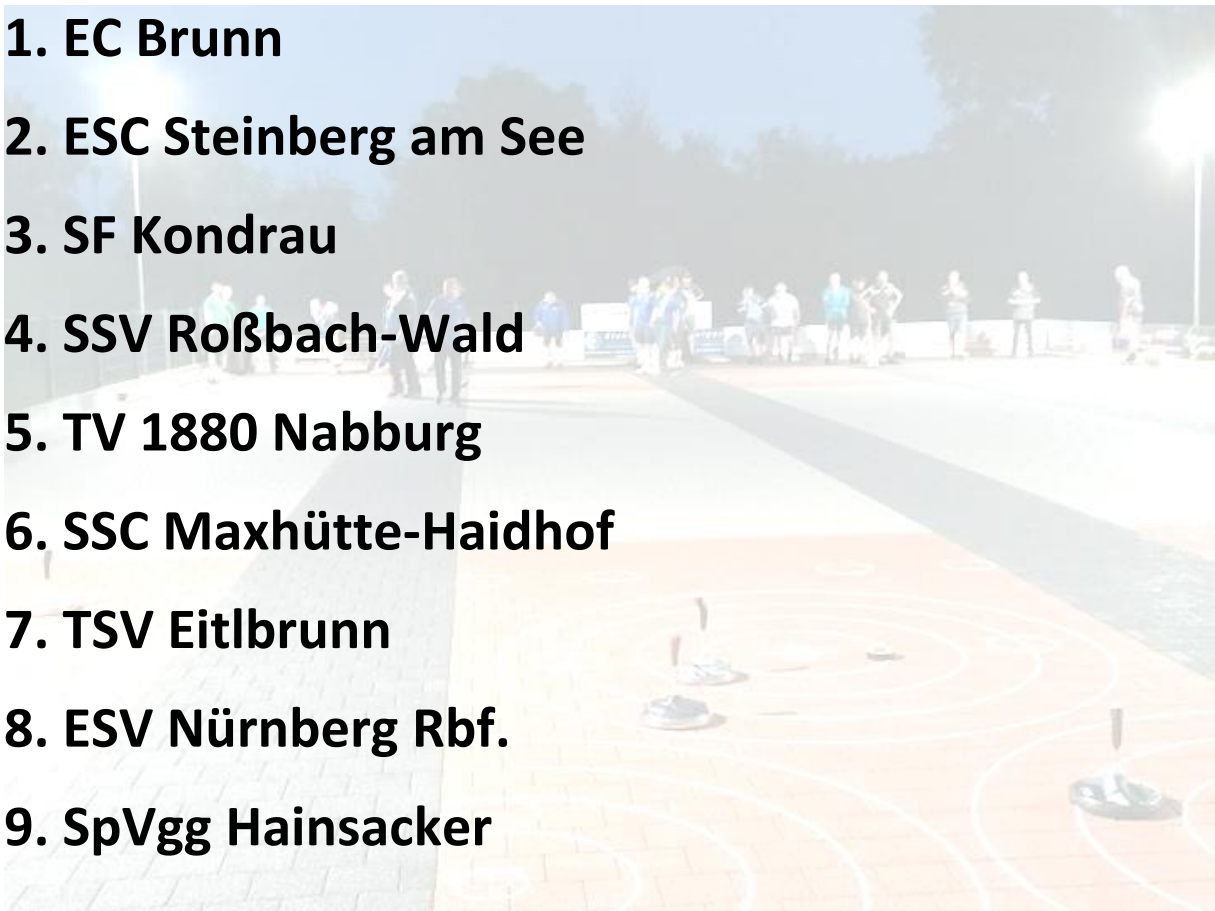 1. EC Brunn
2. ESC Steinberg am See
3. SF Kondrau
4. SSV Roßbach-Wald
5. TV 1880 Nabburg
6. SSC Maxhütte-Haidhof
7. TSV Eitlbrunn
8. ESV Nürnberg Rbf.
9. SpVgg Hainsacker